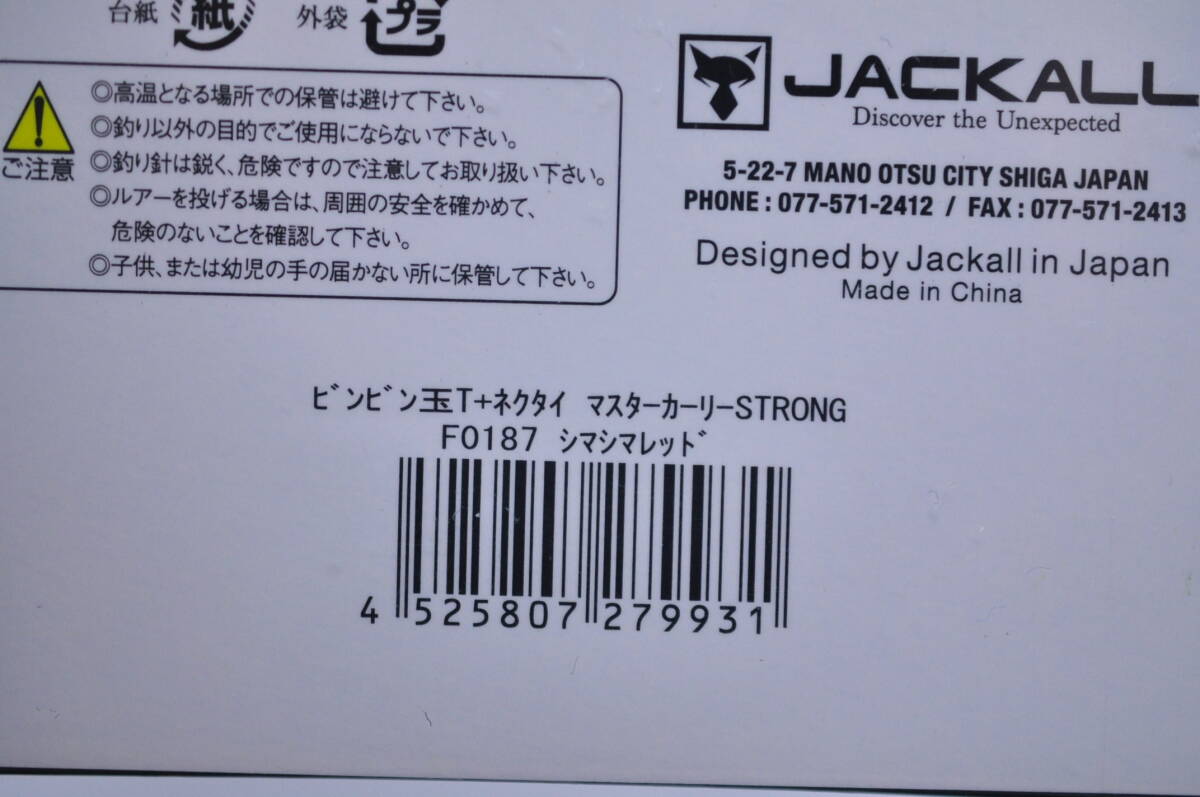 台紙 紙 外袋 プラ
ご注意
◎高温となる場所での保管は避けて下さい。
◎釣り以外の目的でご使用にならないで下さい。
◎釣り針は鋭く、危険ですので注意してお取り扱い下さい。
◎ルアーを投げる場合は、周囲の安全を確かめて、
危険のないことを確認して下さい。
◎子供、または幼児の手の届かない所に保管して下さい。
JACKALL
Discover the Unexpected
5-22-7 MANO OTSU CITY SHIGA JAPAN
PHONE : 077-571-2412 / FAX : 077-571-2413
Designed by Jackall in Japan
Made in China
ビンビン玉T+ネクタイ マスターカーリーSTRONG
F0187 シマシマレッド
4 525807 279931